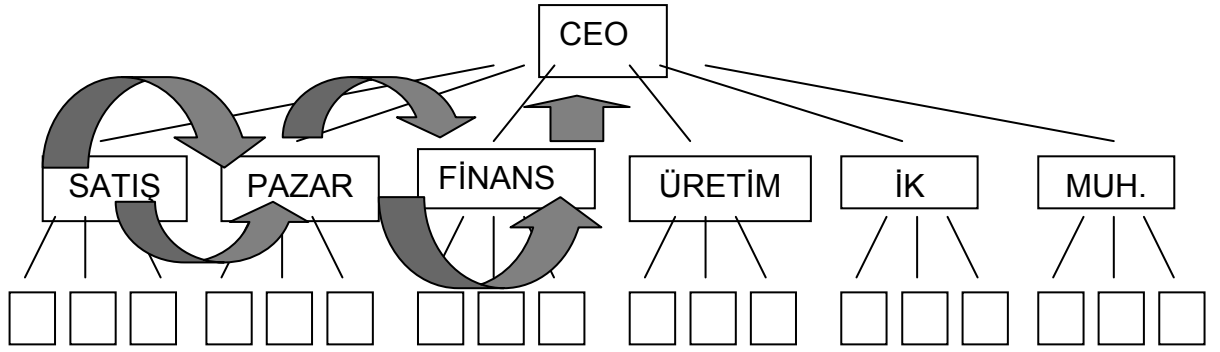 CEO
SATIŞ
PAZAR
FİNANS
ÜRETİM
İK
MUH.